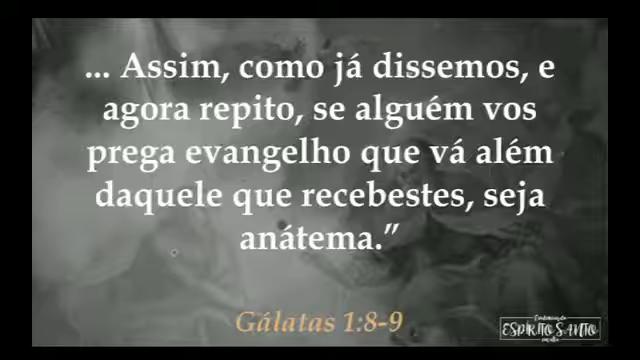 ... Assim, como já dissemos, e
agora repito, se alguém vos
prega evangelho que vá além
daquele que recebestes, seja
anátema.”
Gálatas 1:8-9
ESPÍRITO SANTO